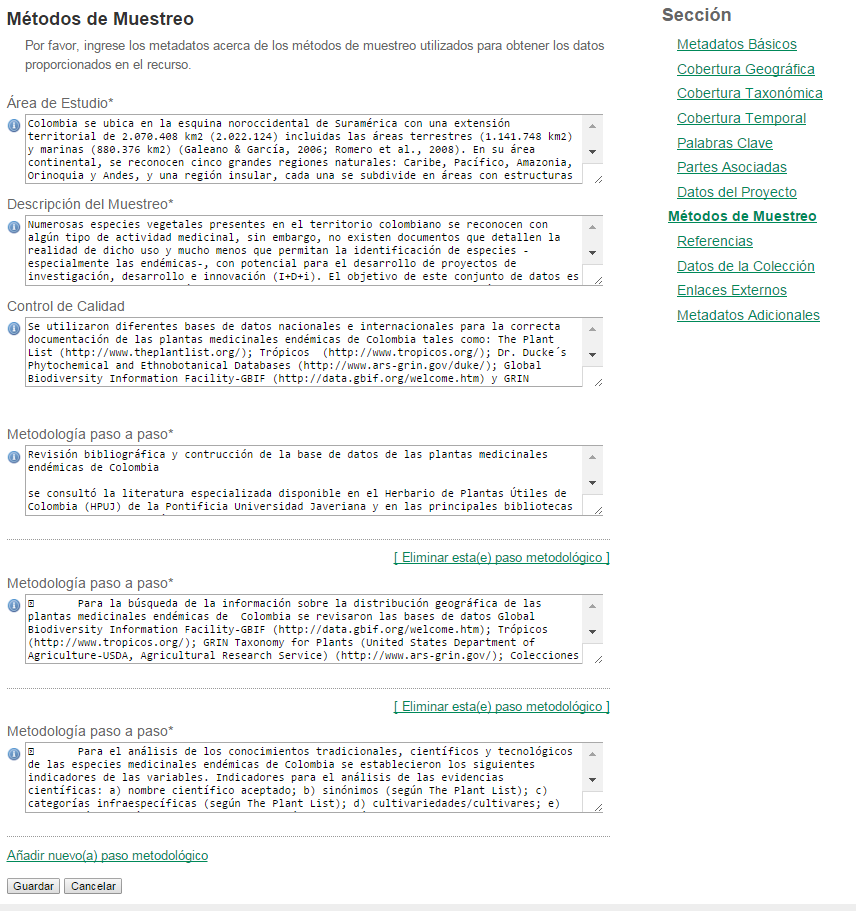 Métodos de Muestreo
Por favor, ingrese los metadatos acerca de los métodos de muestreo utilizados para obtener los datos
proporcionados en el recurso.
Área de Estudio*
Colombia se ubica en la esquina noroccidental de Suramérica con una extensión
territorial de 2.070.408 km2 (2.022.124) incluidas las áreas terrestres (1.141.748 km2)
y marinas (880.376 km2) (Galeano & García, 2006; Romero et al., 2008). En su área
continental, se reconocen cinco grandes regiones naturales: Caribe, Pacífico, Amazonia,
Orinoquia y Andes, y una región insular, cada una se subdivide en áreas con estructuras
Descripción del Muestreo*
Numerosas especies vegetales presentes en el territorio colombiano se reconocen con
algún tipo de actividad medicinal, sin embargo, no existen documentos que detallen la
realidad de dicho uso y mucho menos que permitan la identificación de especies -
especialmente las endémicas-, con potencial para el desarrollo de proyectos de
investigación, desarrollo e innovación (I+D+i). El objetivo de este conjunto de datos es
Control de Calidad
Se utilizaron diferentes bases de datos nacionales e internacionales para la correcta
documentación de las plantas medicinales endémicas de Colombia tales como: The Plant
List (http://www.theplantlist.org/); Trópicos  (http://www.tropicos.org/); Dr. Ducke´s
Phytochemical and Ethnobotanical Databases (http://www.ars-grin.gov/duke/); Global
Biodiversity Information Facility-GBIF (http://data.gbif.org/welcome.htm) y GRIN
Metodología paso a paso*
Revisión bibliográfica y contrucción de la base de datos de las plantas medicinales
endémicas de Colombia
se consultó la literatura especializada disponible en el Herbario de Plantas Útiles de
Colombia (HPUJ) de la Pontificia Universidad Javeriana y en las principales bibliotecas
[ Eliminar esta(e) paso metodológico ]
Metodología paso a paso*
Para la búsqueda de la información sobre la distribución geográfica de las
plantas medicinales endémicas de  Colombia se revisaron las bases de datos Global
Biodiversity Information Facility-GBIF (http://data.gbif.org/welcome.htm); Trópicos
(http://www.tropicos.org/); GRIN Taxonomy for Plants (United States Department of
Agriculture-USDA, Agricultural Research Service) (http://www.ars-grin.gov/); Colecciones
[ Eliminar esta(e) paso metodológico ]
Metodología paso a paso*
Para el análisis de los conocimientos tradicionales, científicos y tecnológicos
de las especies medicinales endémicas de Colombia se establecieron los siguientes
indicadores de las variables. Indicadores para el análisis de las evidencias
científicas: a) nombre científico aceptado; b) sinónimos (según The Plant List); c)
categorías infraespecíficas (según The Plant List); d) cultivariedades/cultivares; e)
Añadir nuevo(a) paso metodológico
Guardar Cancelar
Sección
Metadatos Básicos
Cobertura Geográfica
Cobertura Taxonómica
Cobertura Temporal
Palabras Clave
Partes Asociadas
Datos del Proyecto
Métodos de Muestreo
Referencias
Datos de la Colección
Enlaces Externos
Metadatos Adicionales